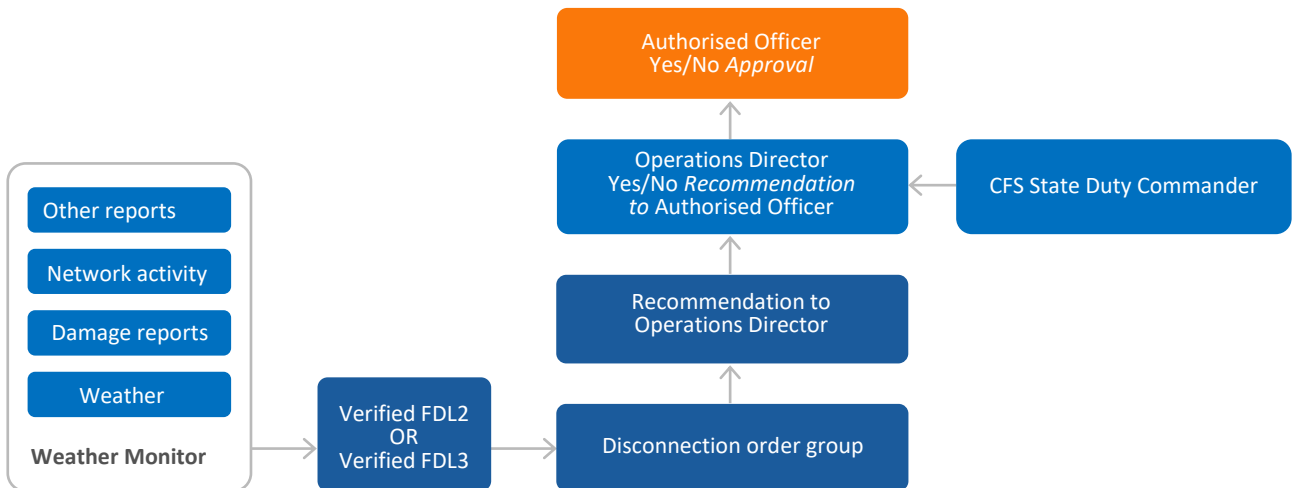 Authorised Officer
Yes/No Approval
Operations Director
Yes/No Recommendation
to Authorised Officer
CFS State Duty Commander
Other reports
Network activity
Damage reports
Weather
Weather Monitor
Recommendation to
Operations Director
Verified FDL2
OR
Verified FDL3
Disconnection order group